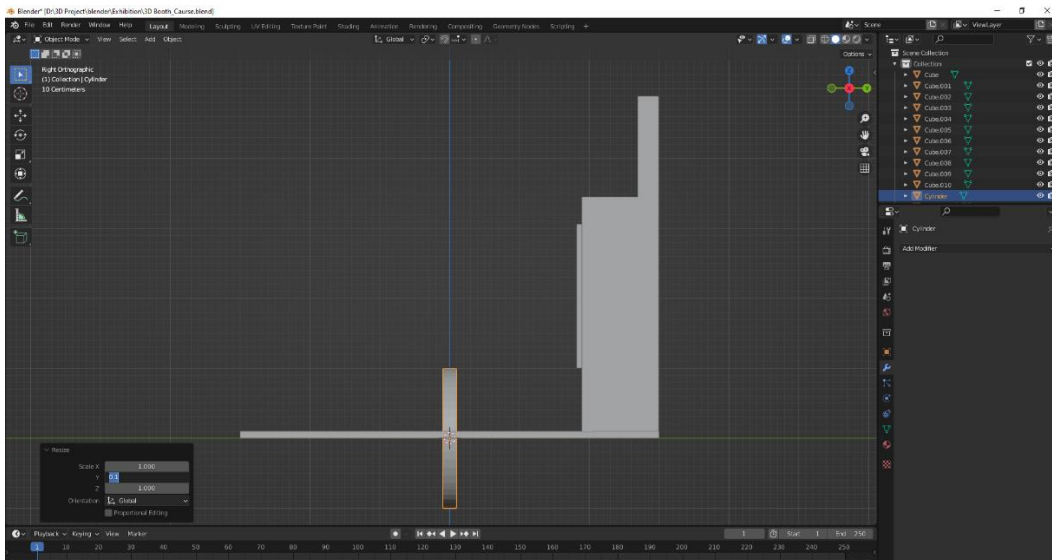 Blender* [D:\3D Project\blender\Exhibition\3D Booth_Caurse.blend]
File Edit Render Window Help Layout Modeling Sculpting UV Editing Texture Paint Shading Animation Rendering Compositing Geometry Nodes Scripting + Scene ViewLayer
Object Mode View Select Add Object Global
Options
Right Orthographic
(1) Collection | Cylinder
10 Centimeters
Z
X
Y
Scene Collection
Collection
Cube
Cube.001
Cube.002
Cube.003
Cube.004
Cube.005
Cube.006
Cube.007
Cube.008
Cube.009
Cube.010
Cylinder
Cylinder
Add Modifier
Resize
Scale X 1.000
Y 0.1
Z 1.000
Orientation Global
Proportional Editing
Playback Keying View Marker 1 Start 1 End 250
1 10 20 30 40 50 60 70 80 90 100 110 120 130 140 150 160 170 180 190 200 210 220 230 240 250